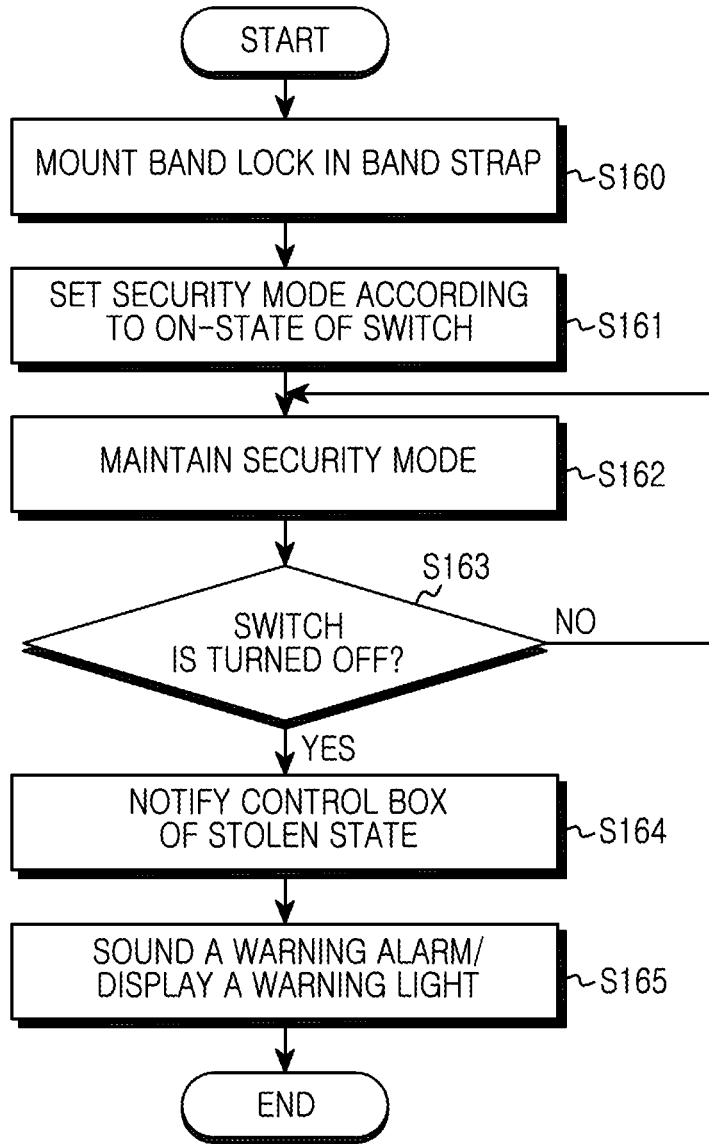 START
MOUNT BAND LOCK IN BAND STRAP
S160
SET SECURITY MODE ACCORDING
TO ON-STATE OF SWITCH
S161
MAINTAIN SECURITY MODE
S162
S163
SWITCH
IS TURNED OFF?
NO
YES
NOTIFY CONTROL BOX
OF STOLEN STATE
S164
SOUND A WARNING ALARM/
DISPLAY A WARNING LIGHT
S165
END